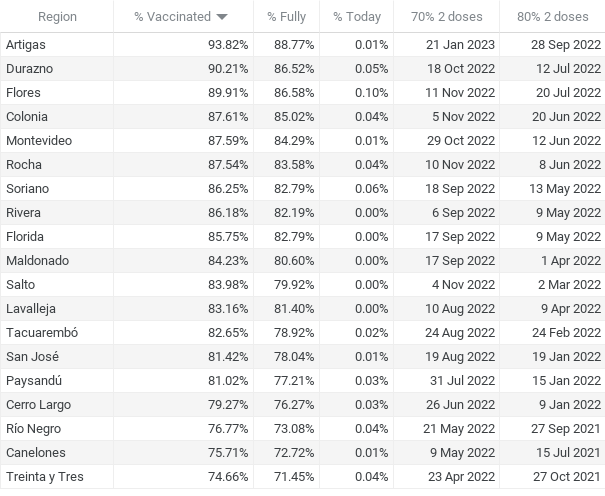 Region % Vaccinated % Fully % Today 70% 2 doses 80% 2 doses
Artigas 93.82% 88.77% 0.01% 21 Jan 2023 28 Sep 2022
Durazno 90.21% 86.52% 0.05% 18 Oct 2022 12 Jul 2022
Flores 89.91% 86.58% 0.10% 11 Nov 2022 20 Jul 2022
Colonia 87.61% 85.02% 0.04% 5 Nov 2022 20 Jun 2022
Montevideo 87.59% 84.29% 0.01% 29 Oct 2022 12 Jun 2022
Rocha 87.54% 83.58% 0.04% 10 Nov 2022 8 Jun 2022
Soriano 86.25% 82.79% 0.06% 18 Sep 2022 13 May 2022
Rivera 86.18% 82.19% 0.00% 6 Sep 2022 9 May 2022
Florida 85.75% 82.79% 0.00% 17 Sep 2022 9 May 2022
Maldonado 84.23% 80.60% 0.00% 17 Sep 2022 1 Apr 2022
Salto 83.98% 79.92% 0.00% 4 Nov 2022 2 Mar 2022
Lavalleja 83.16% 81.40% 0.00% 10 Aug 2022 9 Apr 2022
Tacuarembó 82.65% 78.92% 0.02% 24 Aug 2022 24 Feb 2022
San José 81.42% 78.04% 0.01% 19 Aug 2022 19 Jan 2022
Paysandú 81.02% 77.21% 0.03% 31 Jul 2022 15 Jan 2022
Cerro Largo 79.27% 76.27% 0.03% 26 Jun 2022 9 Jan 2022
Río Negro 76.77% 73.08% 0.04% 21 May 2022 27 Sep 2021
Canelones 75.71% 72.72% 0.01% 9 May 2022 15 Jul 2021
Treinta y Tres 74.66% 71.45% 0.04% 23 Apr 2022 27 Oct 2021